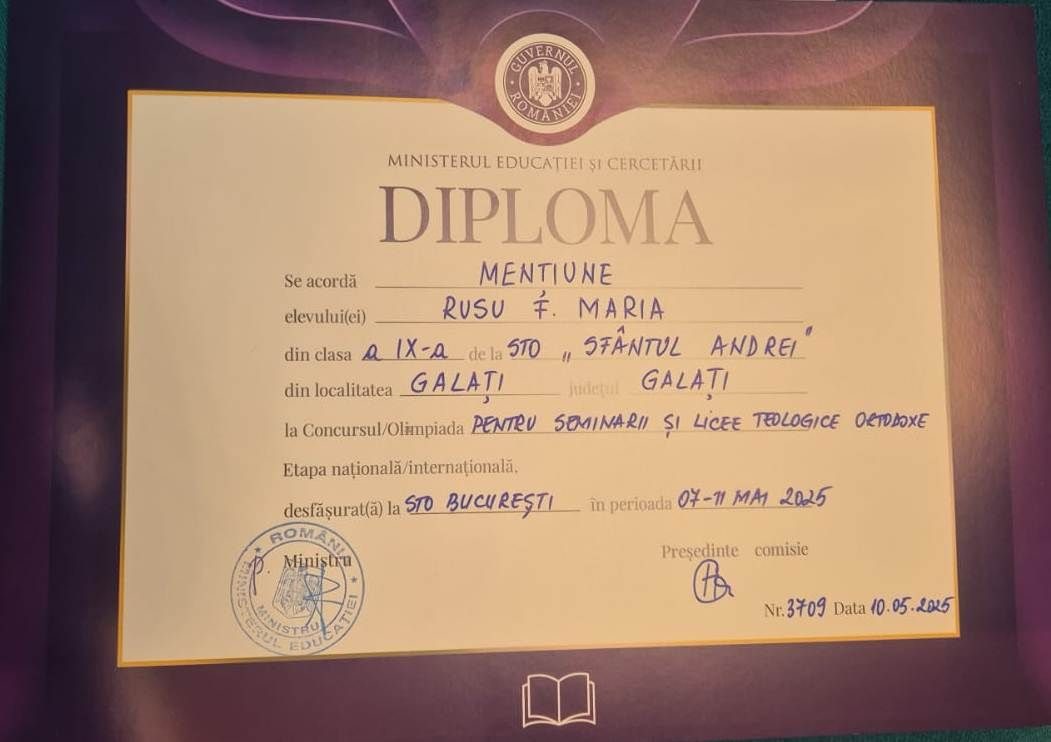 GUVERNUL ROMÂNIEI
MINISTERUL EDUCAȚIEI ȘI CERCETĂRII
DIPLOMA
Se acordă MENȚIUNE
elevului(ei) RUSU F. MARIA
din clasa a IX-a de la STO „SFÂNTUL ANDREI”
din localitatea GALAȚI județul GALAȚI
la Concursul/Olimpiada PENTRU SEMINARII ȘI LICEE TEOLOGICE ORTODOXE
Etapa națională/internațională,
desfășurat(ă) la STO BUCUREȘTI în perioada 07-11 MAI 2025
p. Ministru Președinte comisie
ROMÂNIA
MINISTERUL EDUCAȚIEI
MINISTRU
Nr. 3709 Data 10.05.2025